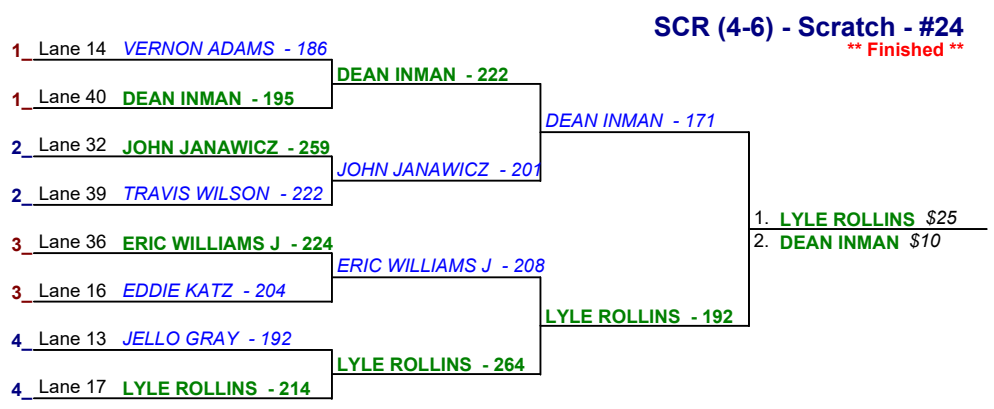 SCR (4-6) - Scratch - #24
** Finished **
1_ Lane 14 VERNON ADAMS - 186
DEAN INMAN - 222
1_ Lane 40 DEAN INMAN - 195
DEAN INMAN - 171
2_ Lane 32 JOHN JANAWICZ - 259
JOHN JANAWICZ - 201
2_ Lane 39 TRAVIS WILSON - 222
1. LYLE ROLLINS $25
2. DEAN INMAN $10
3_ Lane 36 ERIC WILLIAMS J - 224
ERIC WILLIAMS J - 208
3_ Lane 16 EDDIE KATZ - 204
LYLE ROLLINS - 192
4_ Lane 13 JELLO GRAY - 192
LYLE ROLLINS - 264
4_ Lane 17 LYLE ROLLINS - 214